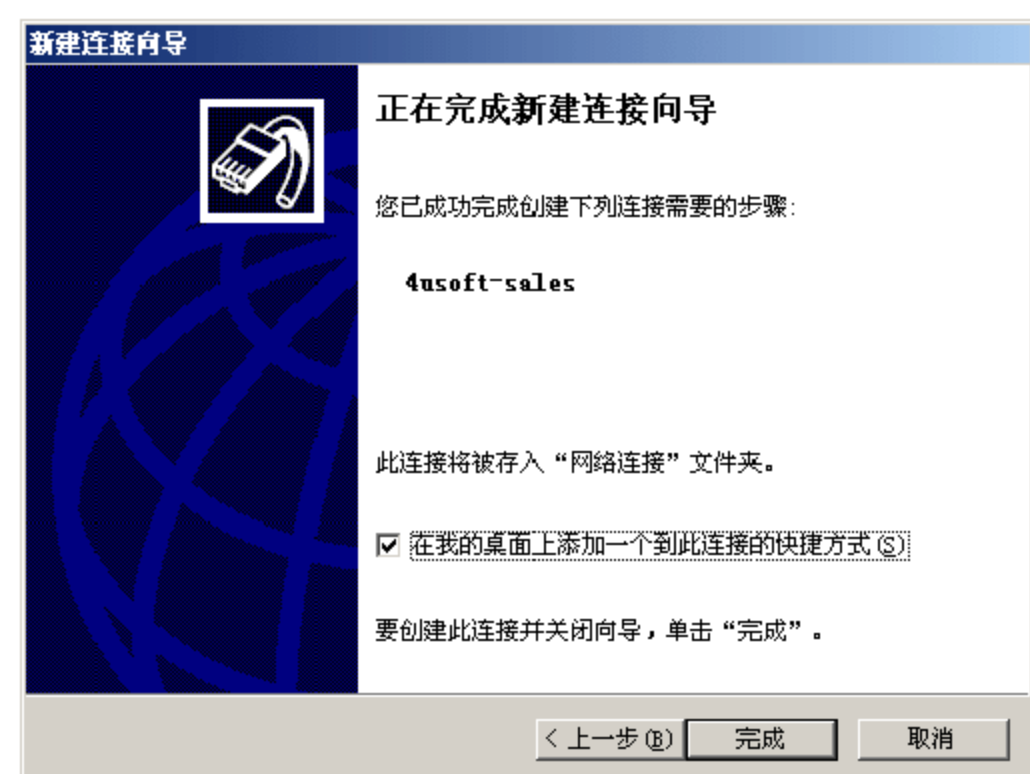 新建连接向导
正在完成新建连接向导
您已成功完成创建下列连接需要的步骤:
4usoft-sales
此连接将被存入“网络连接”文件夹。
在我的桌面上添加一个到此连接的快捷方式(S)
要创建此连接并关闭向导,单击“完成”。
< 上一步(B) 完成 取消